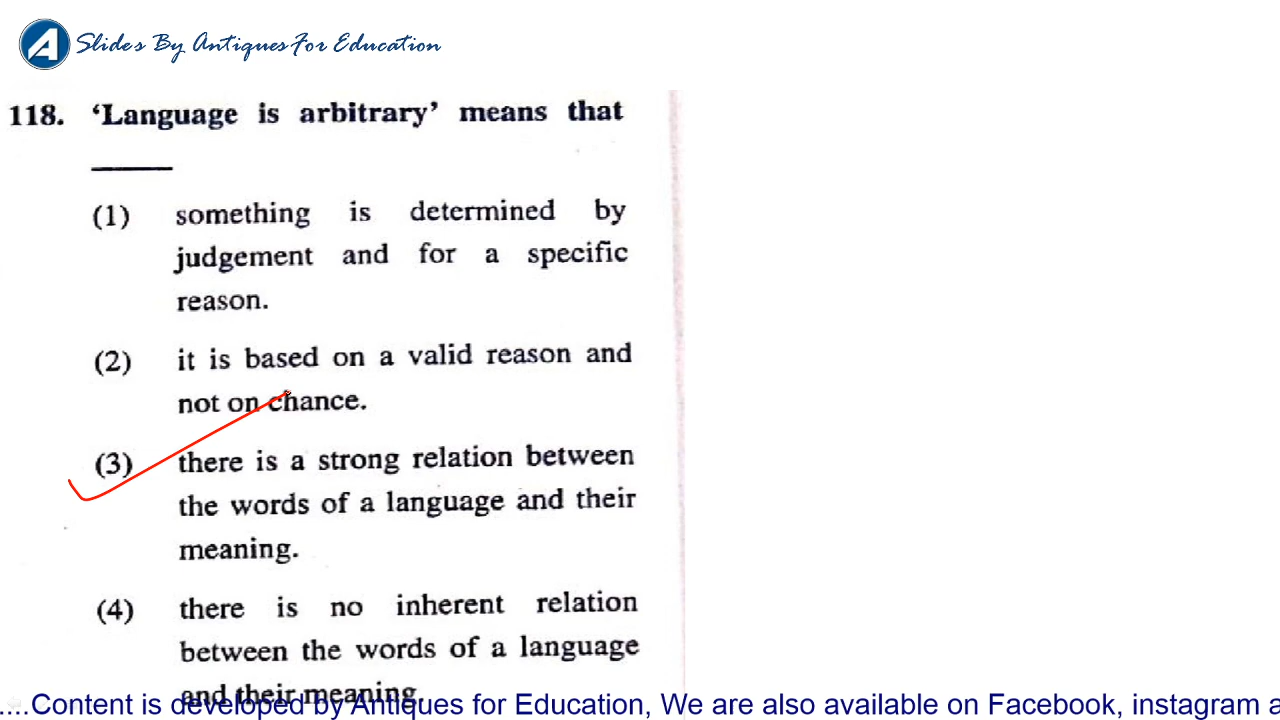 Slides By Antiques For Education
118. ‘Language is arbitrary’ means that
____
(1) something is determined by
judgement and for a specific
reason.
(2) it is based on a valid reason and
not on chance.
(3) there is a strong relation between
the words of a language and their
meaning.
(4) there is no inherent relation
between the words of a language
and their meaning.
....Content is developed by Antiques for Education, We are also available on Facebook, instagram a